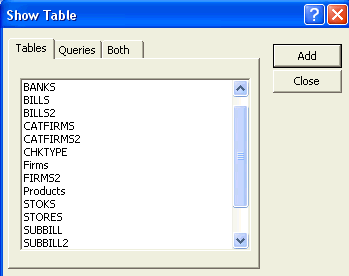 Show Table
Tables Queries Both
Add
Close
BANKS
BILLS
BILLS2
CATFIRMS
CATFIRMS2
CHKTYPE
Firms
FIRMS2
Products
STOKS
STORES
SUBBILL
SUBBILL2